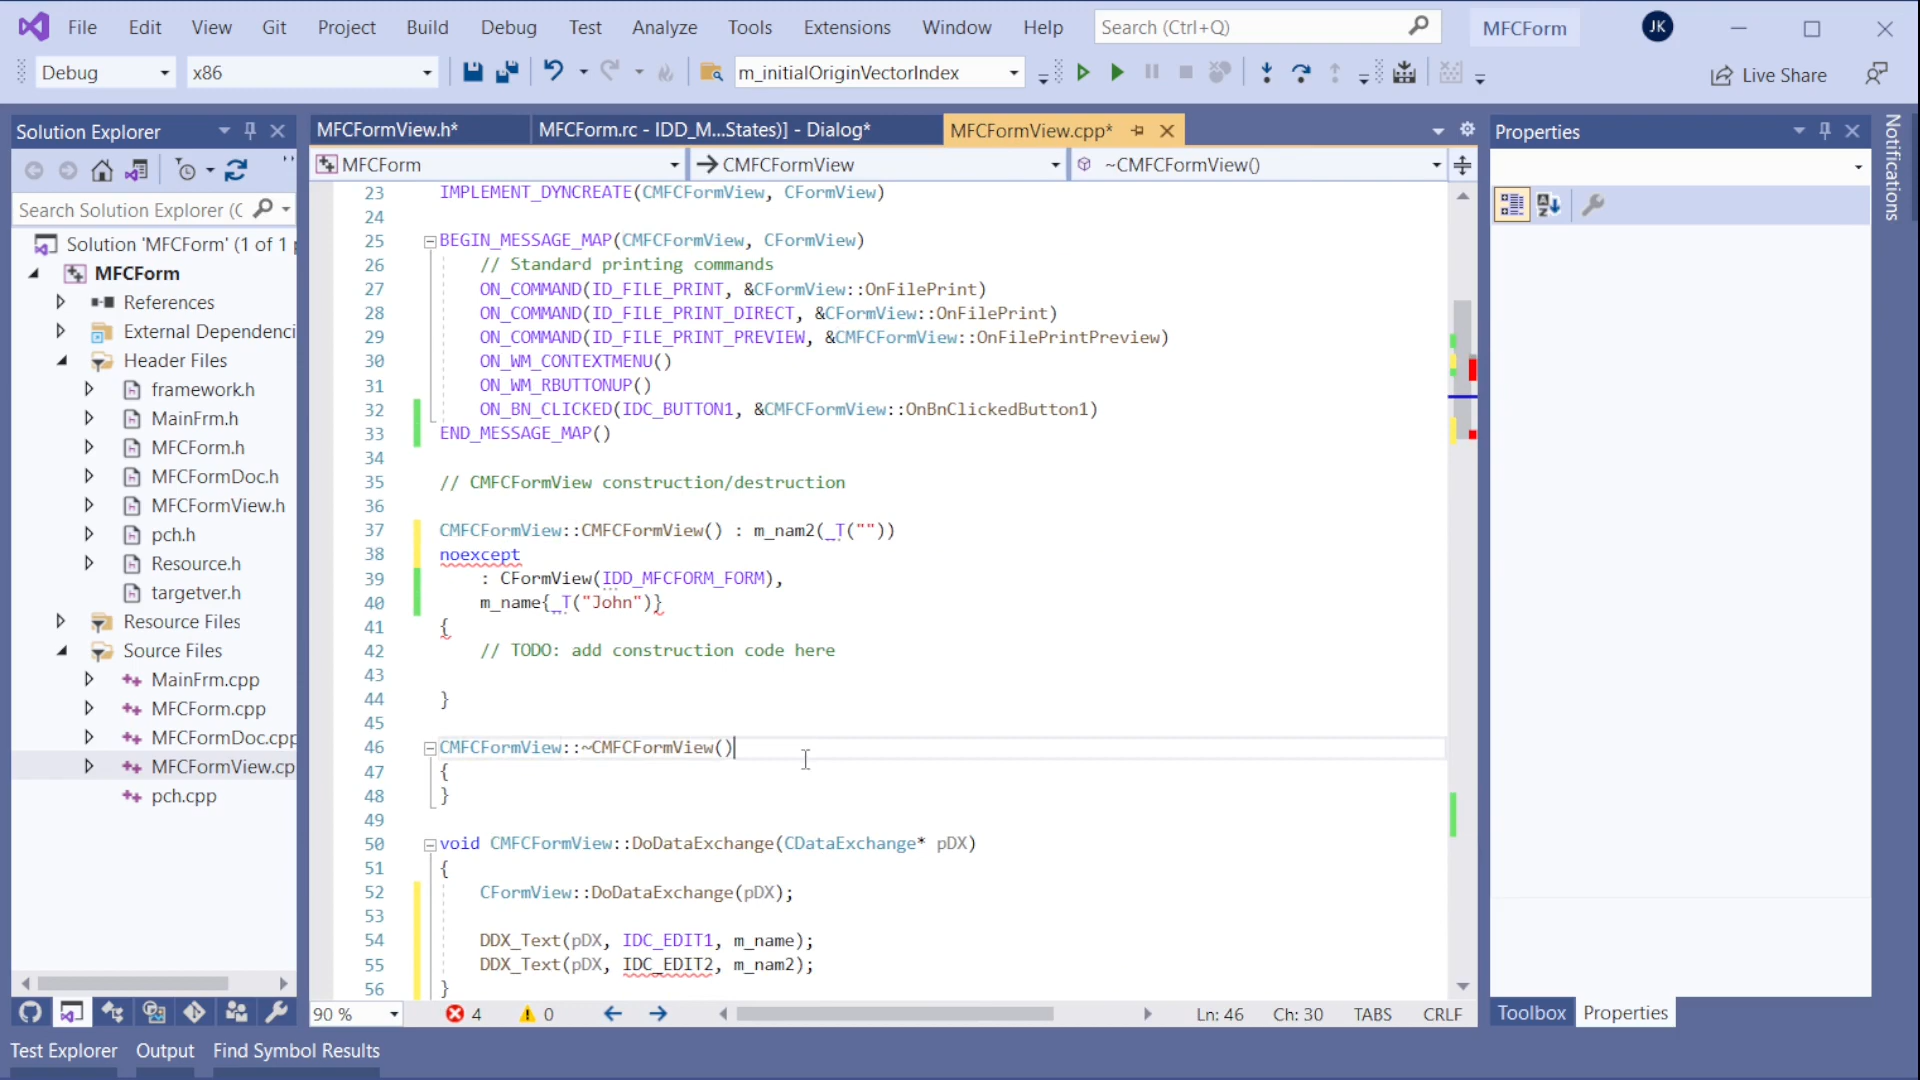 File Edit View Git Project Build Debug Test Analyze Tools Extensions Window Help Search (Ctrl+Q) MFCForm JK
Debug x86 m_initialOriginVectorIndex Live Share
Solution Explorer
Search Solution Explorer (C
Solution 'MFCForm' (1 of 1
MFCForm
References
External Dependenci
Header Files
framework.h
MainFrm.h
MFCForm.h
MFCFormDoc.h
MFCFormView.h
pch.h
Resource.h
targetver.h
Resource Files
Source Files
MainFrm.cpp
MFCForm.cpp
MFCFormDoc.cpp
MFCFormView.cp
pch.cpp
MFCFormView.h* MFCForm.rc - IDD_M...States)] - Dialog* MFCFormView.cpp*
MFCForm CMFCFormView ~CMFCFormView()
23 IMPLEMENT_DYNCREATE(CMFCFormView, CFormView)
24
25 BEGIN_MESSAGE_MAP(CMFCFormView, CFormView)
26 // Standard printing commands
27 ON_COMMAND(ID_FILE_PRINT, &CFormView::OnFilePrint)
28 ON_COMMAND(ID_FILE_PRINT_DIRECT, &CFormView::OnFilePrint)
29 ON_COMMAND(ID_FILE_PRINT_PREVIEW, &CMFCFormView::OnFilePrintPreview)
30 ON_WM_CONTEXTMENU()
31 ON_WM_RBUTTONUP()
32 ON_BN_CLICKED(IDC_BUTTON1, &CMFCFormView::OnBnClickedButton1)
33 END_MESSAGE_MAP()
34
35 // CMFCFormView construction/destruction
36
37 CMFCFormView::CMFCFormView() : m_nam2(_T(""))
38 noexcept
39 : CFormView(IDD_MFCFORM_FORM),
40 m_name{_T("John")}
41 {
42 // TODO: add construction code here
43
44 }
45
46 CMFCFormView::~CMFCFormView()
47 {
48 }
49
50 void CMFCFormView::DoDataExchange(CDataExchange* pDX)
51 {
52 CFormView::DoDataExchange(pDX);
53
54 DDX_Text(pDX, IDC_EDIT1, m_name);
55 DDX_Text(pDX, IDC_EDIT2, m_nam2);
56 }
90 % 4 0 Ln: 46 Ch: 30 TABS CRLF
Properties
Toolbox Properties
Notifications
Test Explorer Output Find Symbol Results